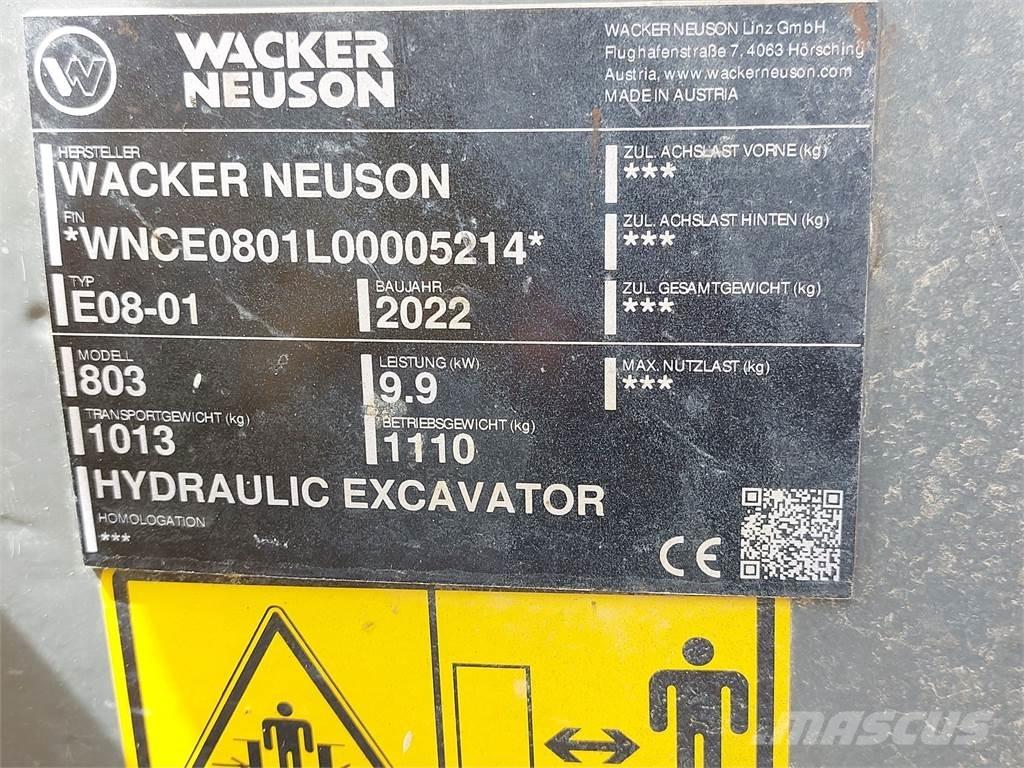 WACKER
NEUSON
WACKER NEUSON Linz GmbH
Flughafenstraße 7, 4063 Hörsching
Austria, www.wackerneuson.com
MADE IN AUSTRIA
HERSTELLER
WACKER NEUSON
FIN
*WNCE0801L00005214*
TYP
E08-01
BAUJAHR
2022
MODELL
803
LEISTUNG (kW)
9.9
TRANSPORTGEWICHT (kg)
1013
BETRIEBSGEWICHT (kg)
1110
HYDRAULIC EXCAVATOR
HOMOLOGATION
***
ZUL. ACHSLAST VORNE (kg)
***
ZUL. ACHSLAST HINTEN (kg)
***
ZUL. GESAMTGEWICHT (kg)
***
MAX. NUTZLAST (kg)
***
CE
MASCUS